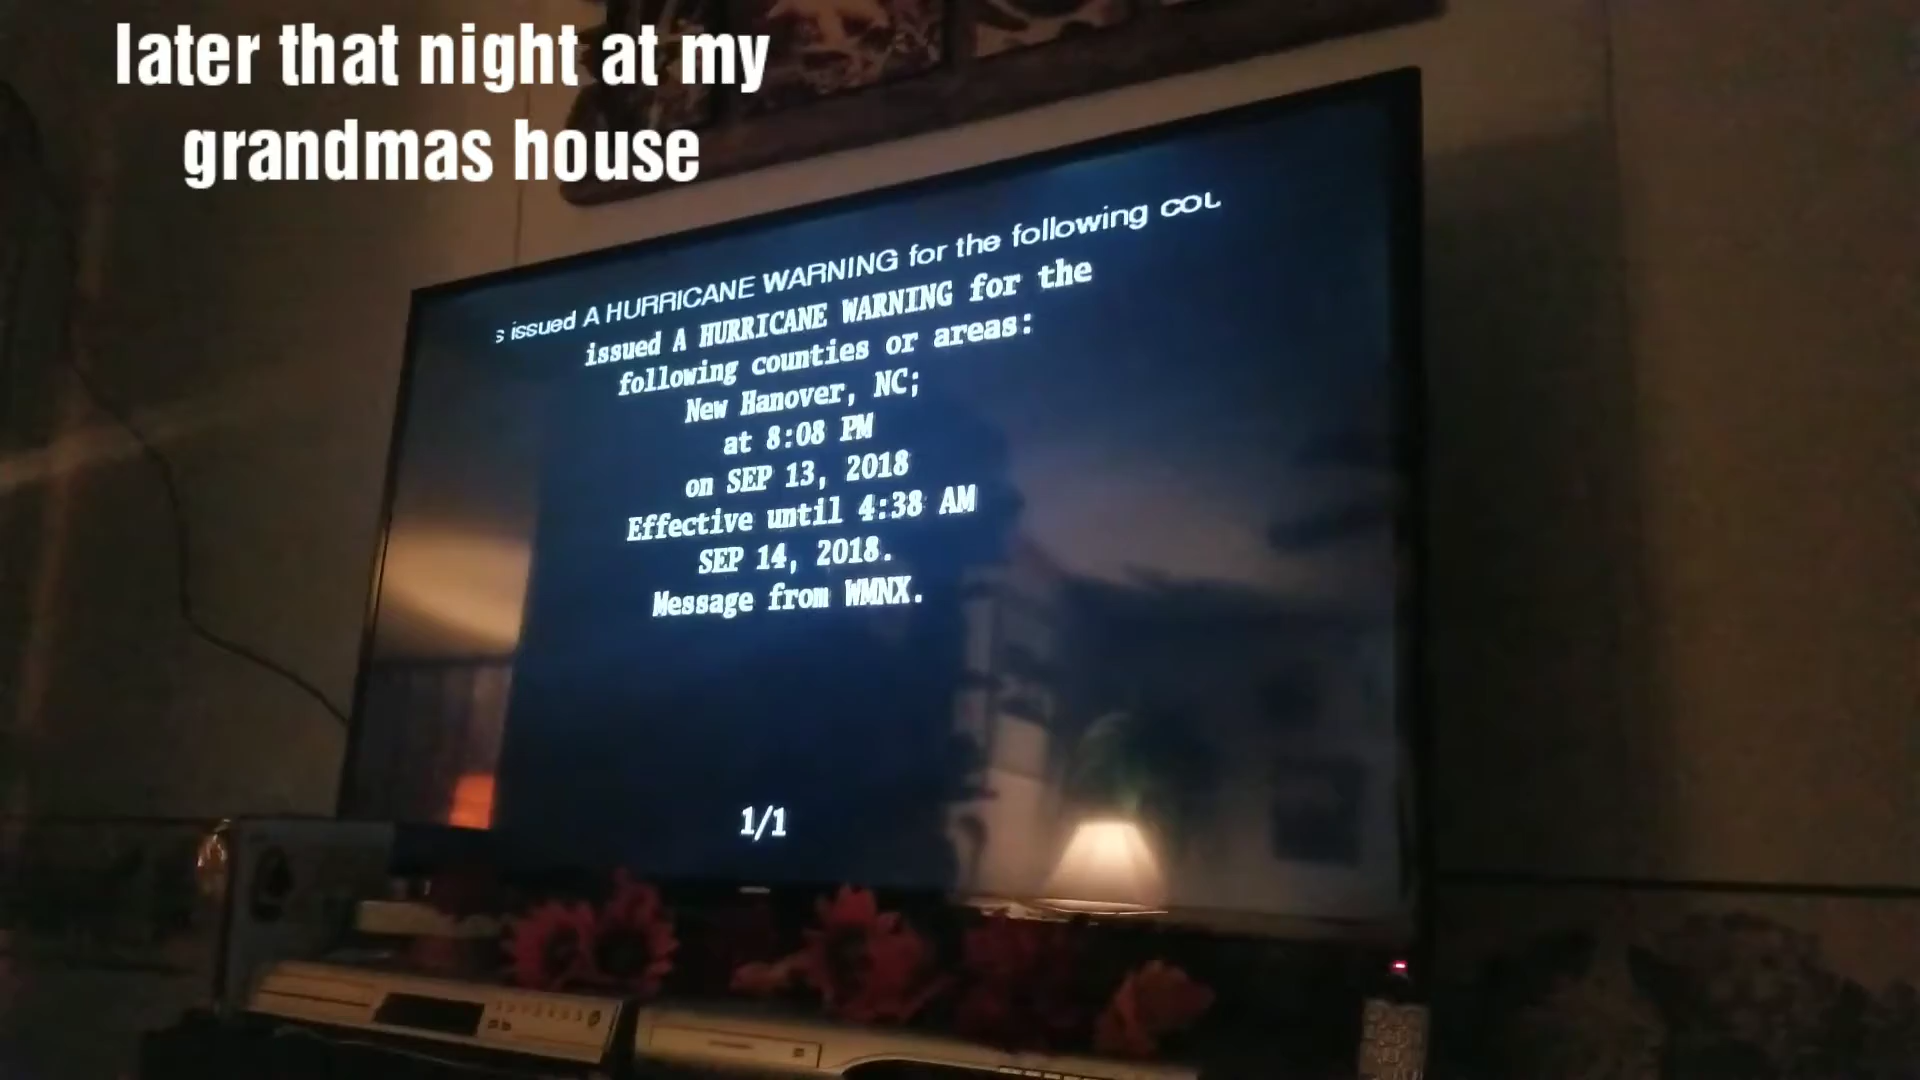 later that night at my
grandmas house
s issued A HURRICANE WARNING for the following cou
issued A HURRICANE WARNING for the
following counties or areas:
New Hanover, NC;
at 8:08 PM
on SEP 13, 2018
Effective until 4:38 AM
SEP 14, 2018.
Message from WMNX.
1/1